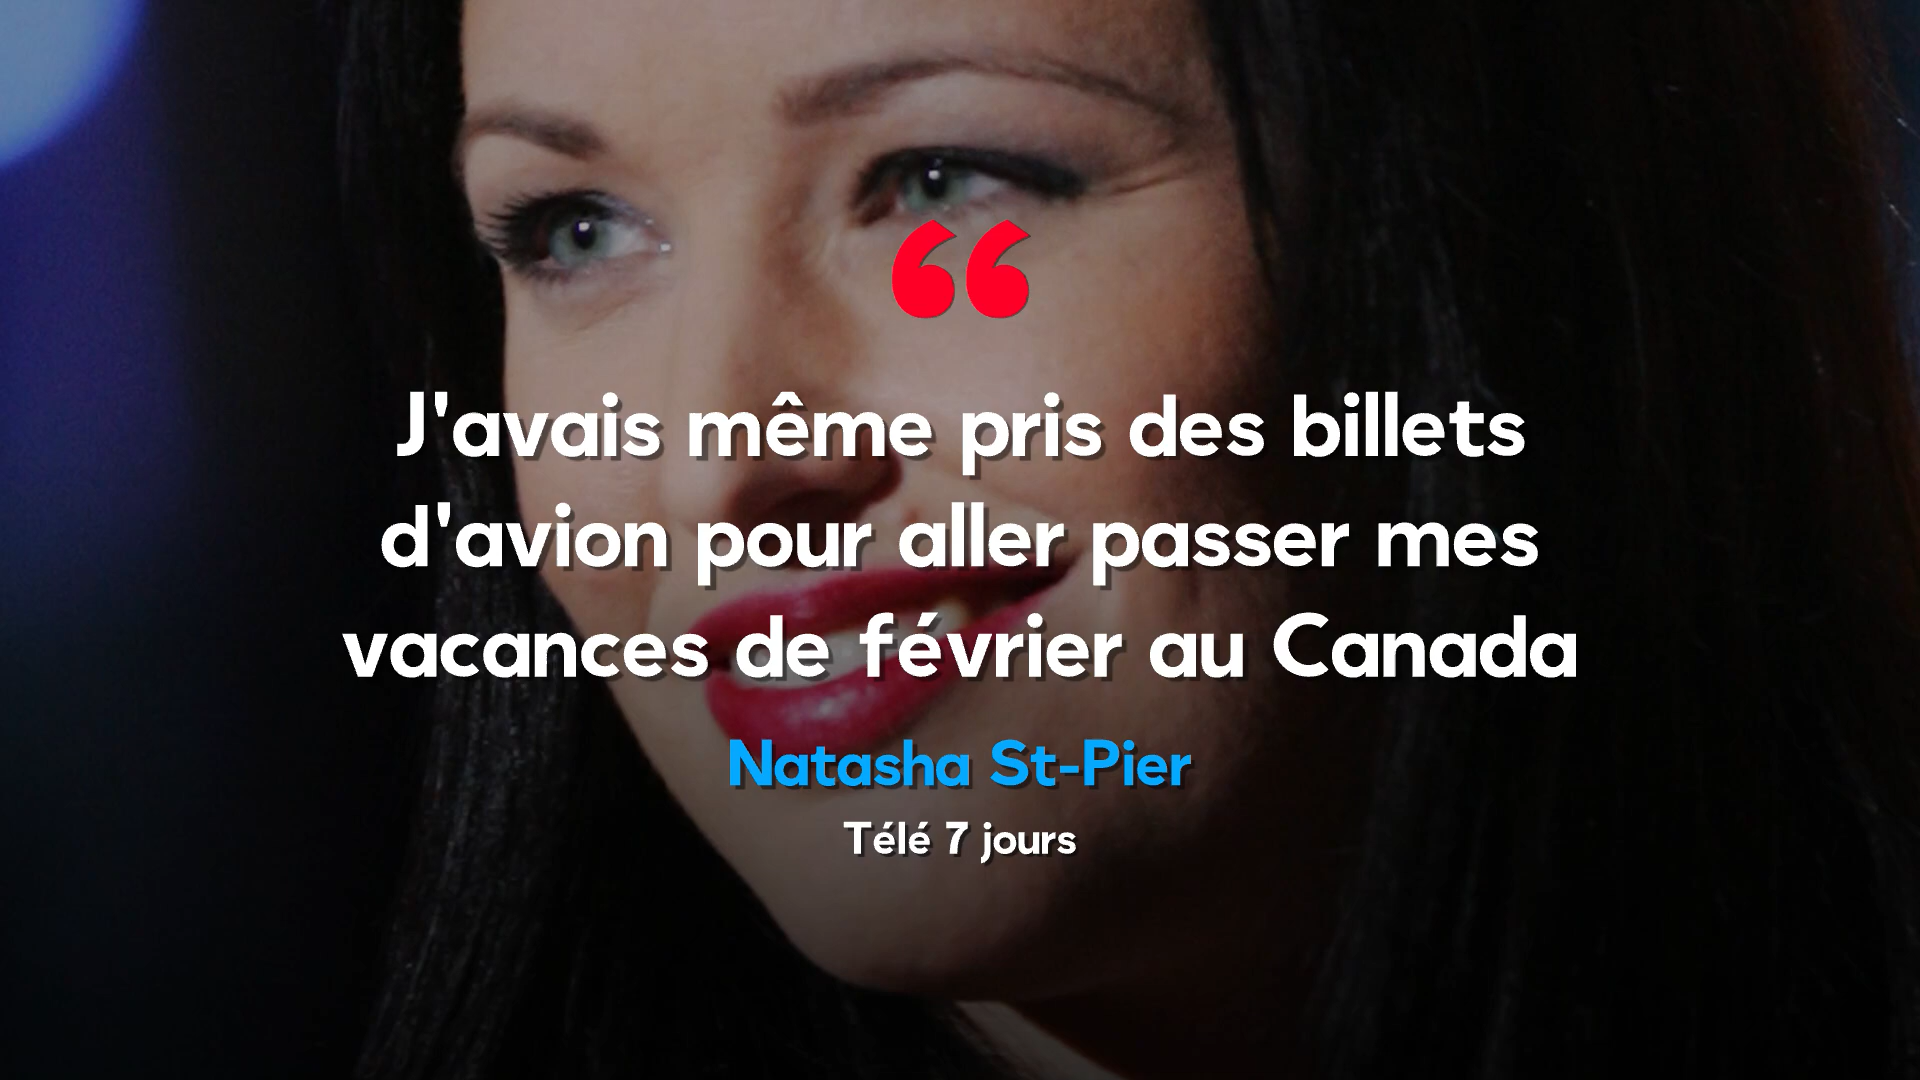 “
J'avais même pris des billets
d'avion pour aller passer mes
vacances de février au Canada
Natasha St-Pier
Télé 7 jours